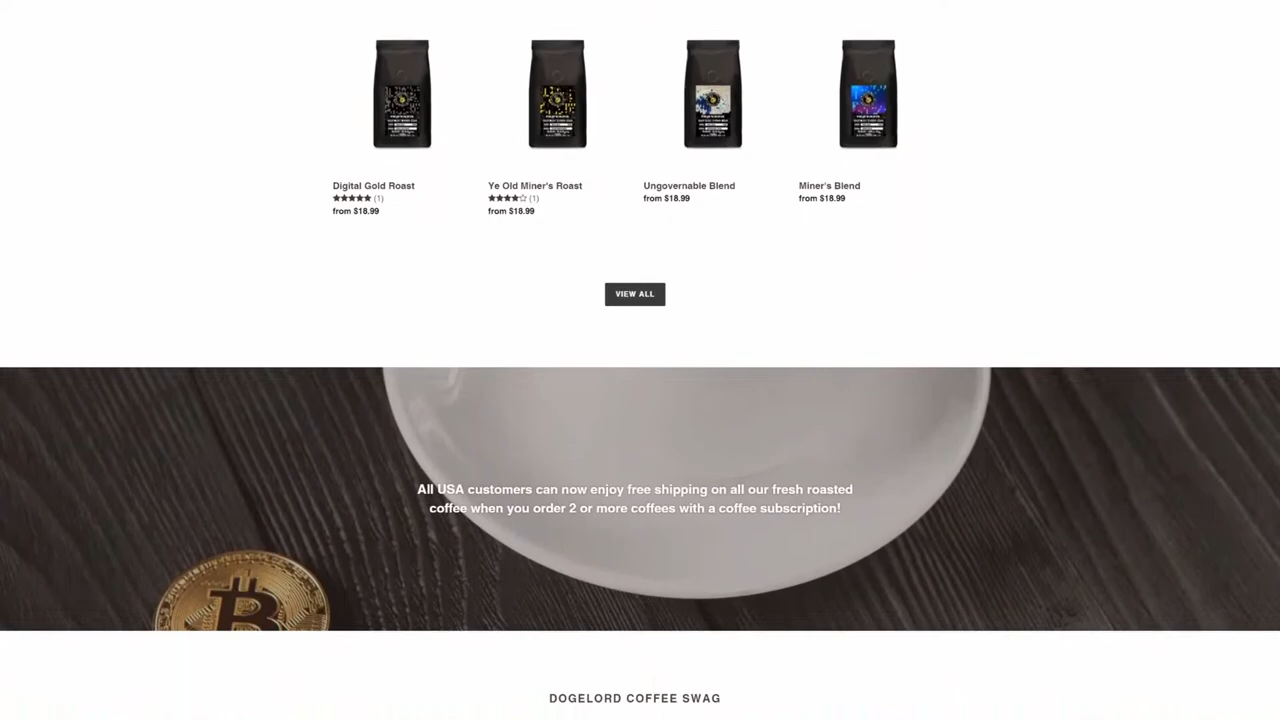 Digital Gold Roast
Ye Old Miner's Roast
Ungovernable Blend
Miner's Blend
★★★★★ (1)
★★★★☆ (1)
from $18.99
from $18.99
from $18.99
from $18.99
VIEW ALL
All USA customers can now enjoy free shipping on all our fresh roasted
coffee when you order 2 or more coffees with a coffee subscription!
DOGELORD COFFEE SWAG